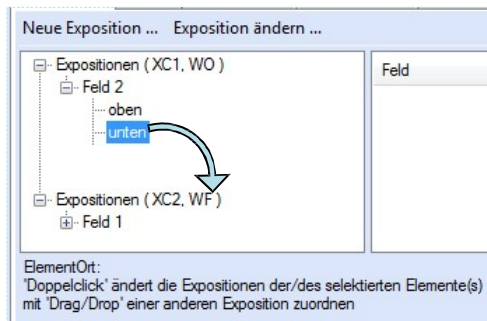 Neue Exposition ... Exposition ändern ...
Expositionen ( XC1, WO )
Feld
Feld 2
oben
unten
Expositionen ( XC2, WF )
Feld 1
ElementOrt:
'Doppelclick' ändert die Expositionen der/des selektierten Elemente(s)
mit 'Drag/Drop' einer anderen Exposition zuordnen